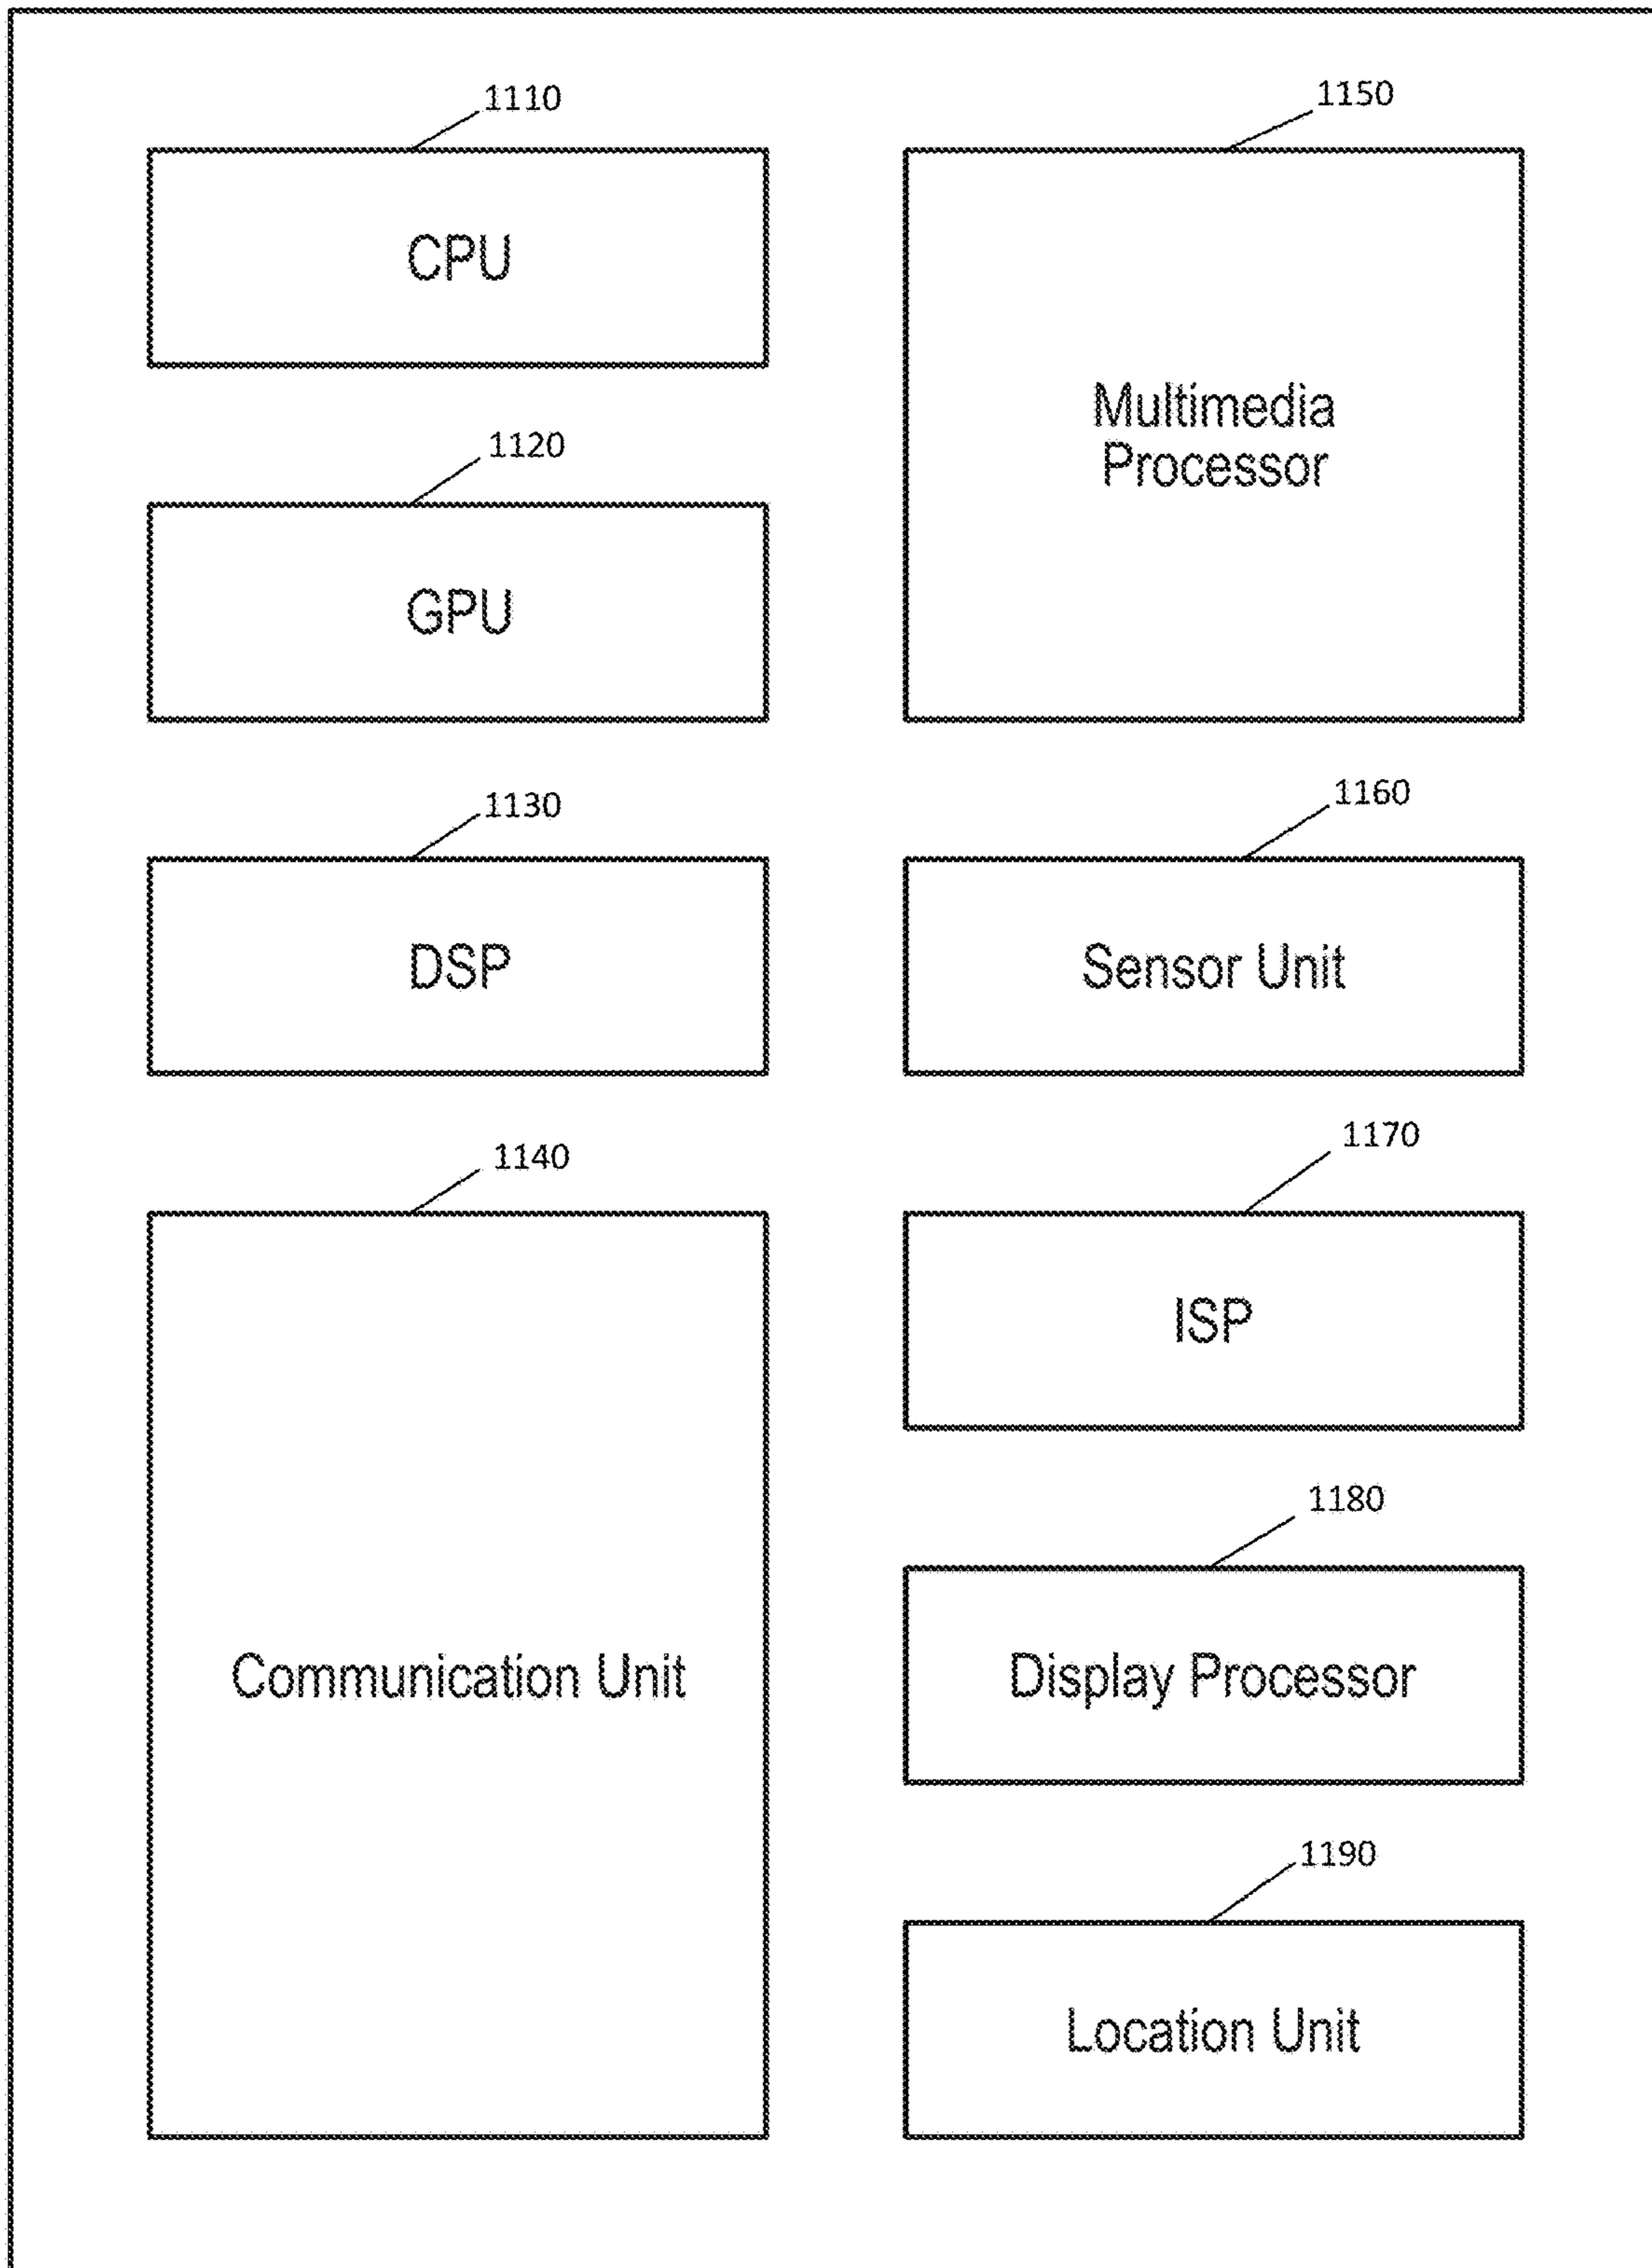 1110
CPU
1120
GPU
1130
DSP
1140
Communication Unit
1150
Multimedia
Processor
1160
Sensor Unit
1170
ISP
1180
Display Processor
1190
Location Unit